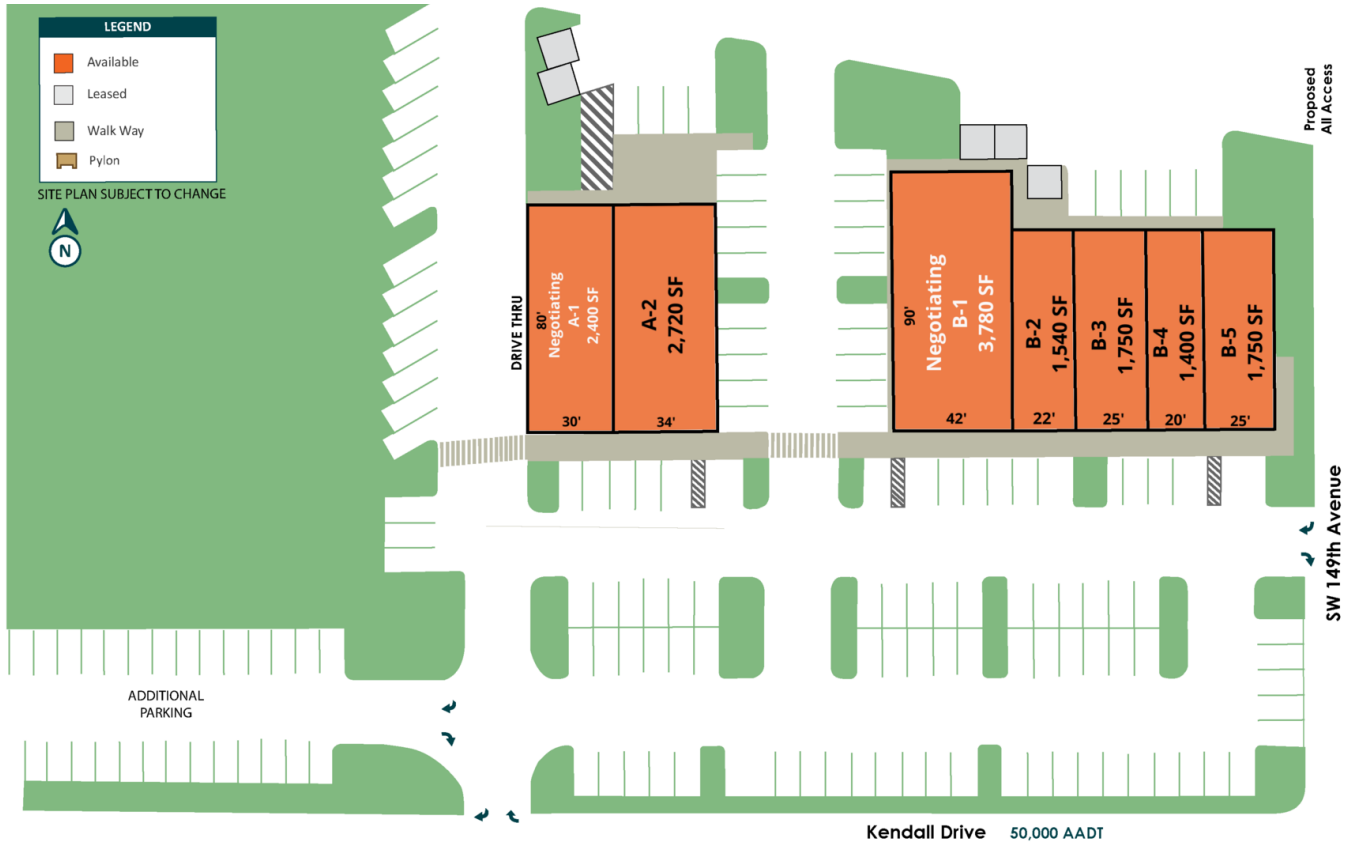 LEGEND
Available
Leased
Walk Way
Pylon
SITE PLAN SUBJECT TO CHANGE
N
Proposed
All Access
DRIVE THRU
80'
Negotiating
A-1
2,400 SF
30'
A-2
2,720 SF
34'
90'
Negotiating
B-1
3,780 SF
42'
B-2
1,540 SF
22'
B-3
1,750 SF
25'
B-4
1,400 SF
20'
B-5
1,750 SF
25'
SW 149th Avenue
ADDITIONAL
PARKING
Kendall Drive 50,000 AADT